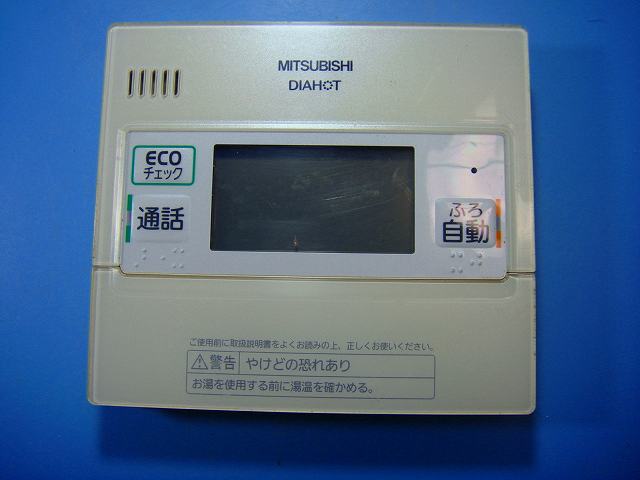 MITSUBISHI
DIAHOT
ECO
チェック
通話
ふろ
自動
ご使用前に取扱説明書をよくお読みの上、正しくお使いください。
⚠警告 やけどの恐れあり
お湯を使用する前に湯温を確かめる。